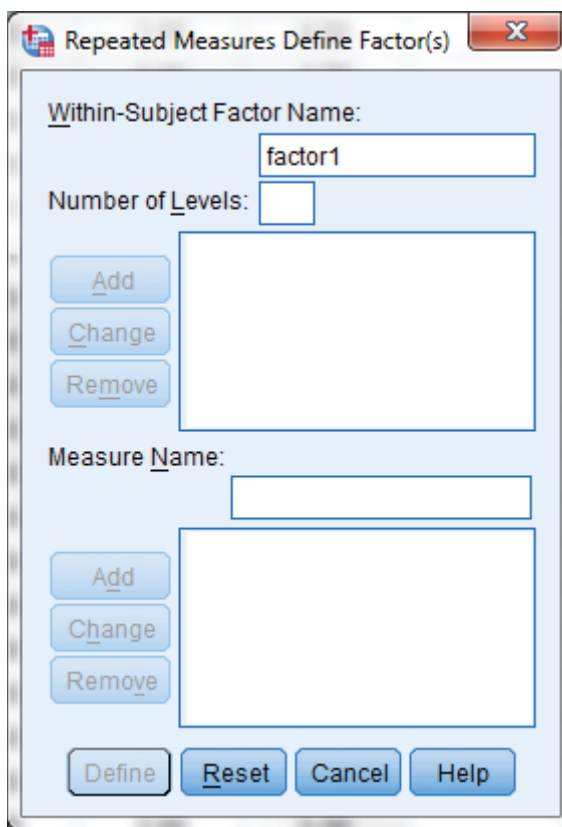 Repeated Measures Define Factor(s)
Within-Subject Factor Name:
factor1
Number of Levels:
Add
Change
Remove
Measure Name:
Add
Change
Remove
Define Reset Cancel Help